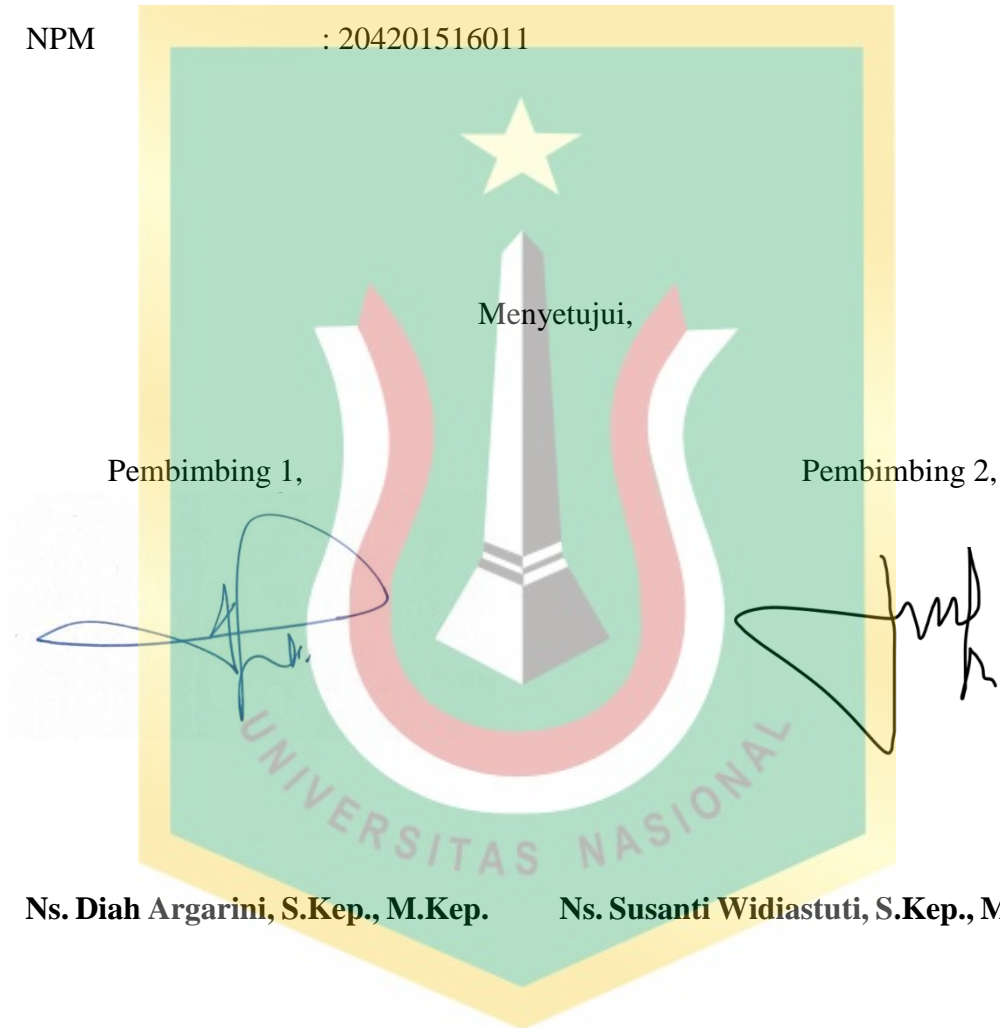 NPM : 204201516011
Menyetujui,
Pembimbing 1, Pembimbing 2,
UNIVERSITAS NASIONAL
Ns. Diah Argarini, S.Kep., M.Kep. Ns. Susanti Widiastuti, S.Kep., M